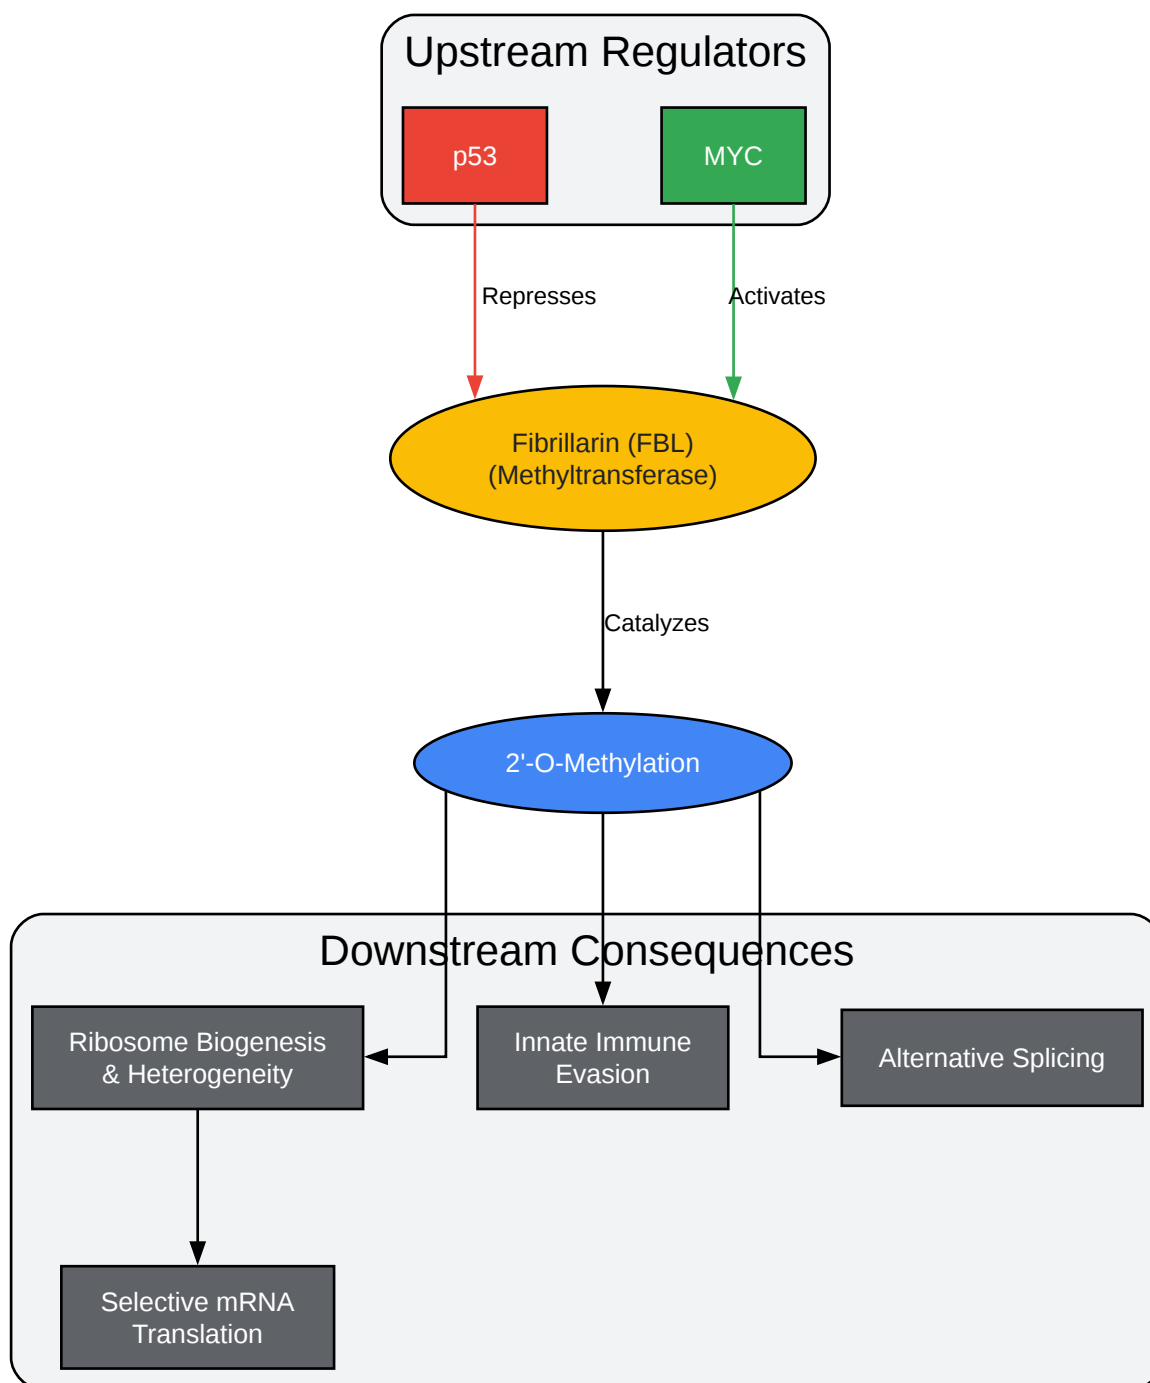 Upstream Regulators
p53
MYC
Represses
Activates
Fibrillarin (FBL)
(Methyltransferase)
Catalyzes
2'-O-Methylation
Downstream Consequences
Ribosome Biogenesis
& Heterogeneity
Innate Immune
Evasion
Alternative Splicing
Selective mRNA
Translation